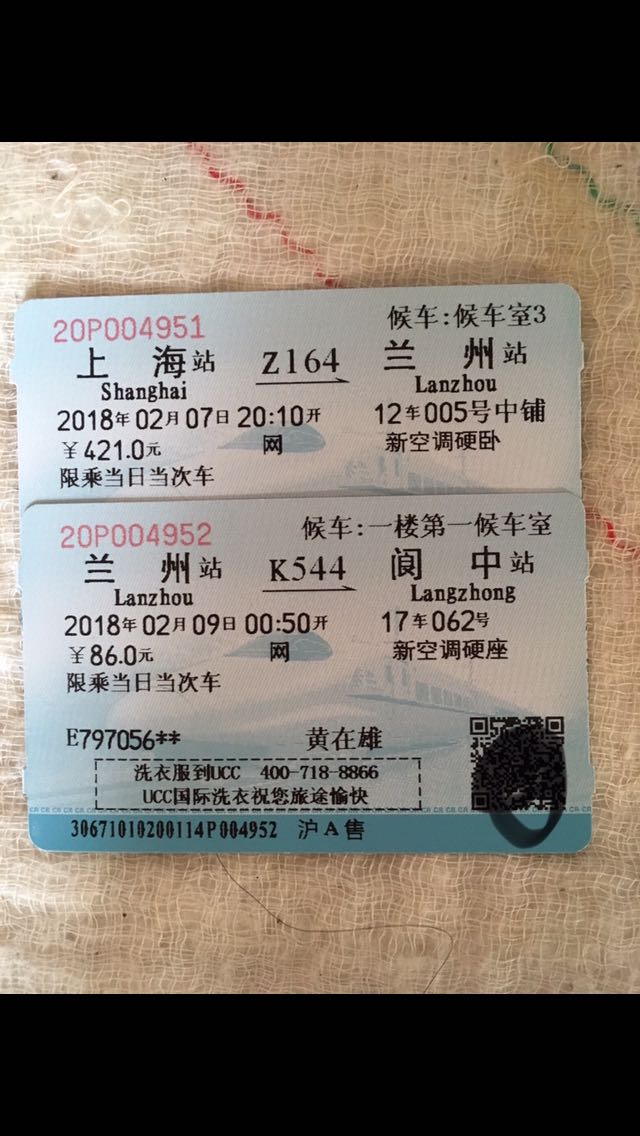 20P004951 候车:候车室3
上海站 Z164 兰州站
Shanghai Lanzhou
2018年02月07日20:10开 12车005号中铺
￥421.0元 网 新空调硬卧
限乘当日当次车
20P004952 候车:一楼第一候车室
兰州站 K544 阆中站
Lanzhou Langzhong
2018年02月09日00:50开 17车062号
￥86.0元 网 新空调硬座
限乘当日当次车
E797056** 黄在雄
洗衣服到UCC 400-718-8866
UCC国际洗衣祝您旅途愉快
30671010200114P004952 沪A售